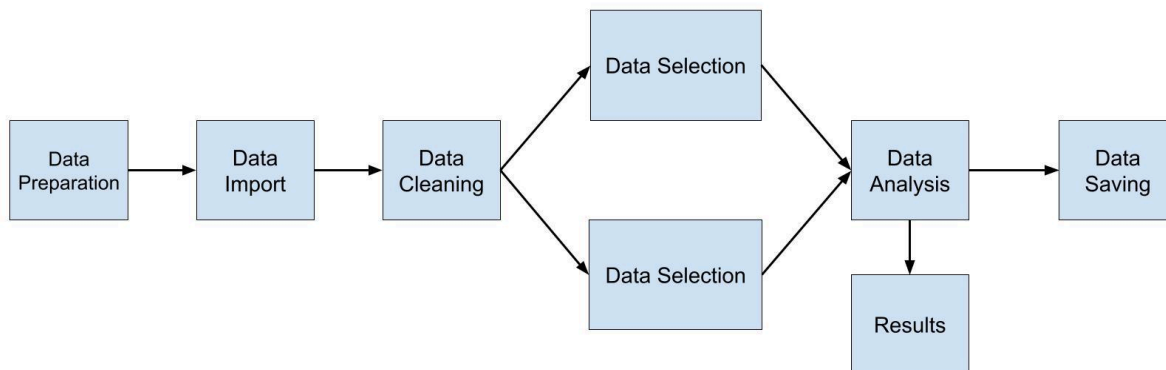 Data
Preparation
Data
Import
Data
Cleaning
Data Selection
Data Selection
Data
Analysis
Data
Saving
Results